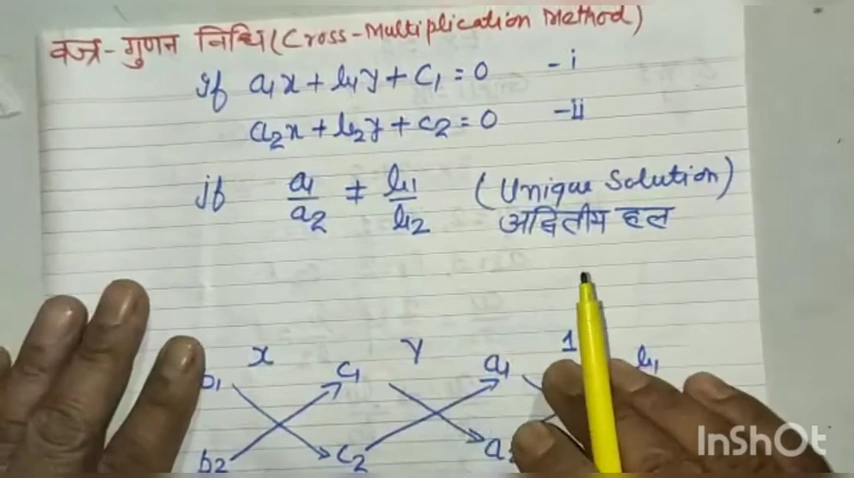 वज्र-गुणन विधि (Cross-Multiplication Method)
If a₁x + b₁y + c₁ = 0 - i
a₂x + b₂y + c₂ = 0 - ii
if a₁/a₂ ≠ b₁/b₂ (Unique Solution)
अद्वितीय हल
x y 1
b₁ c₁ a₁ b₁
b₂ c₂ a₂
InShOt